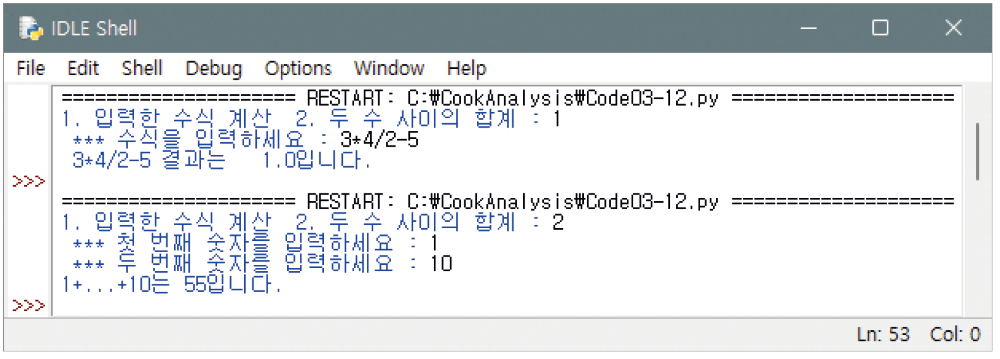 IDLE Shell
File Edit Shell Debug Options Window Help
===================== RESTART: C:₩CookAnalysis₩Code03-12.py ====================
1. 입력한 수식 계산  2. 두 수 사이의 합계 : 1
 *** 수식을 입력하세요 : 3*4/2-5
 3*4/2-5 결과는   1.0입니다.
>>>
===================== RESTART: C:₩CookAnalysis₩Code03-12.py ====================
1. 입력한 수식 계산  2. 두 수 사이의 합계 : 2
 *** 첫 번째 숫자를 입력하세요 : 1
 *** 두 번째 숫자를 입력하세요 : 10
1+...+10는 55입니다.
>>>
Ln: 53 Col: 0